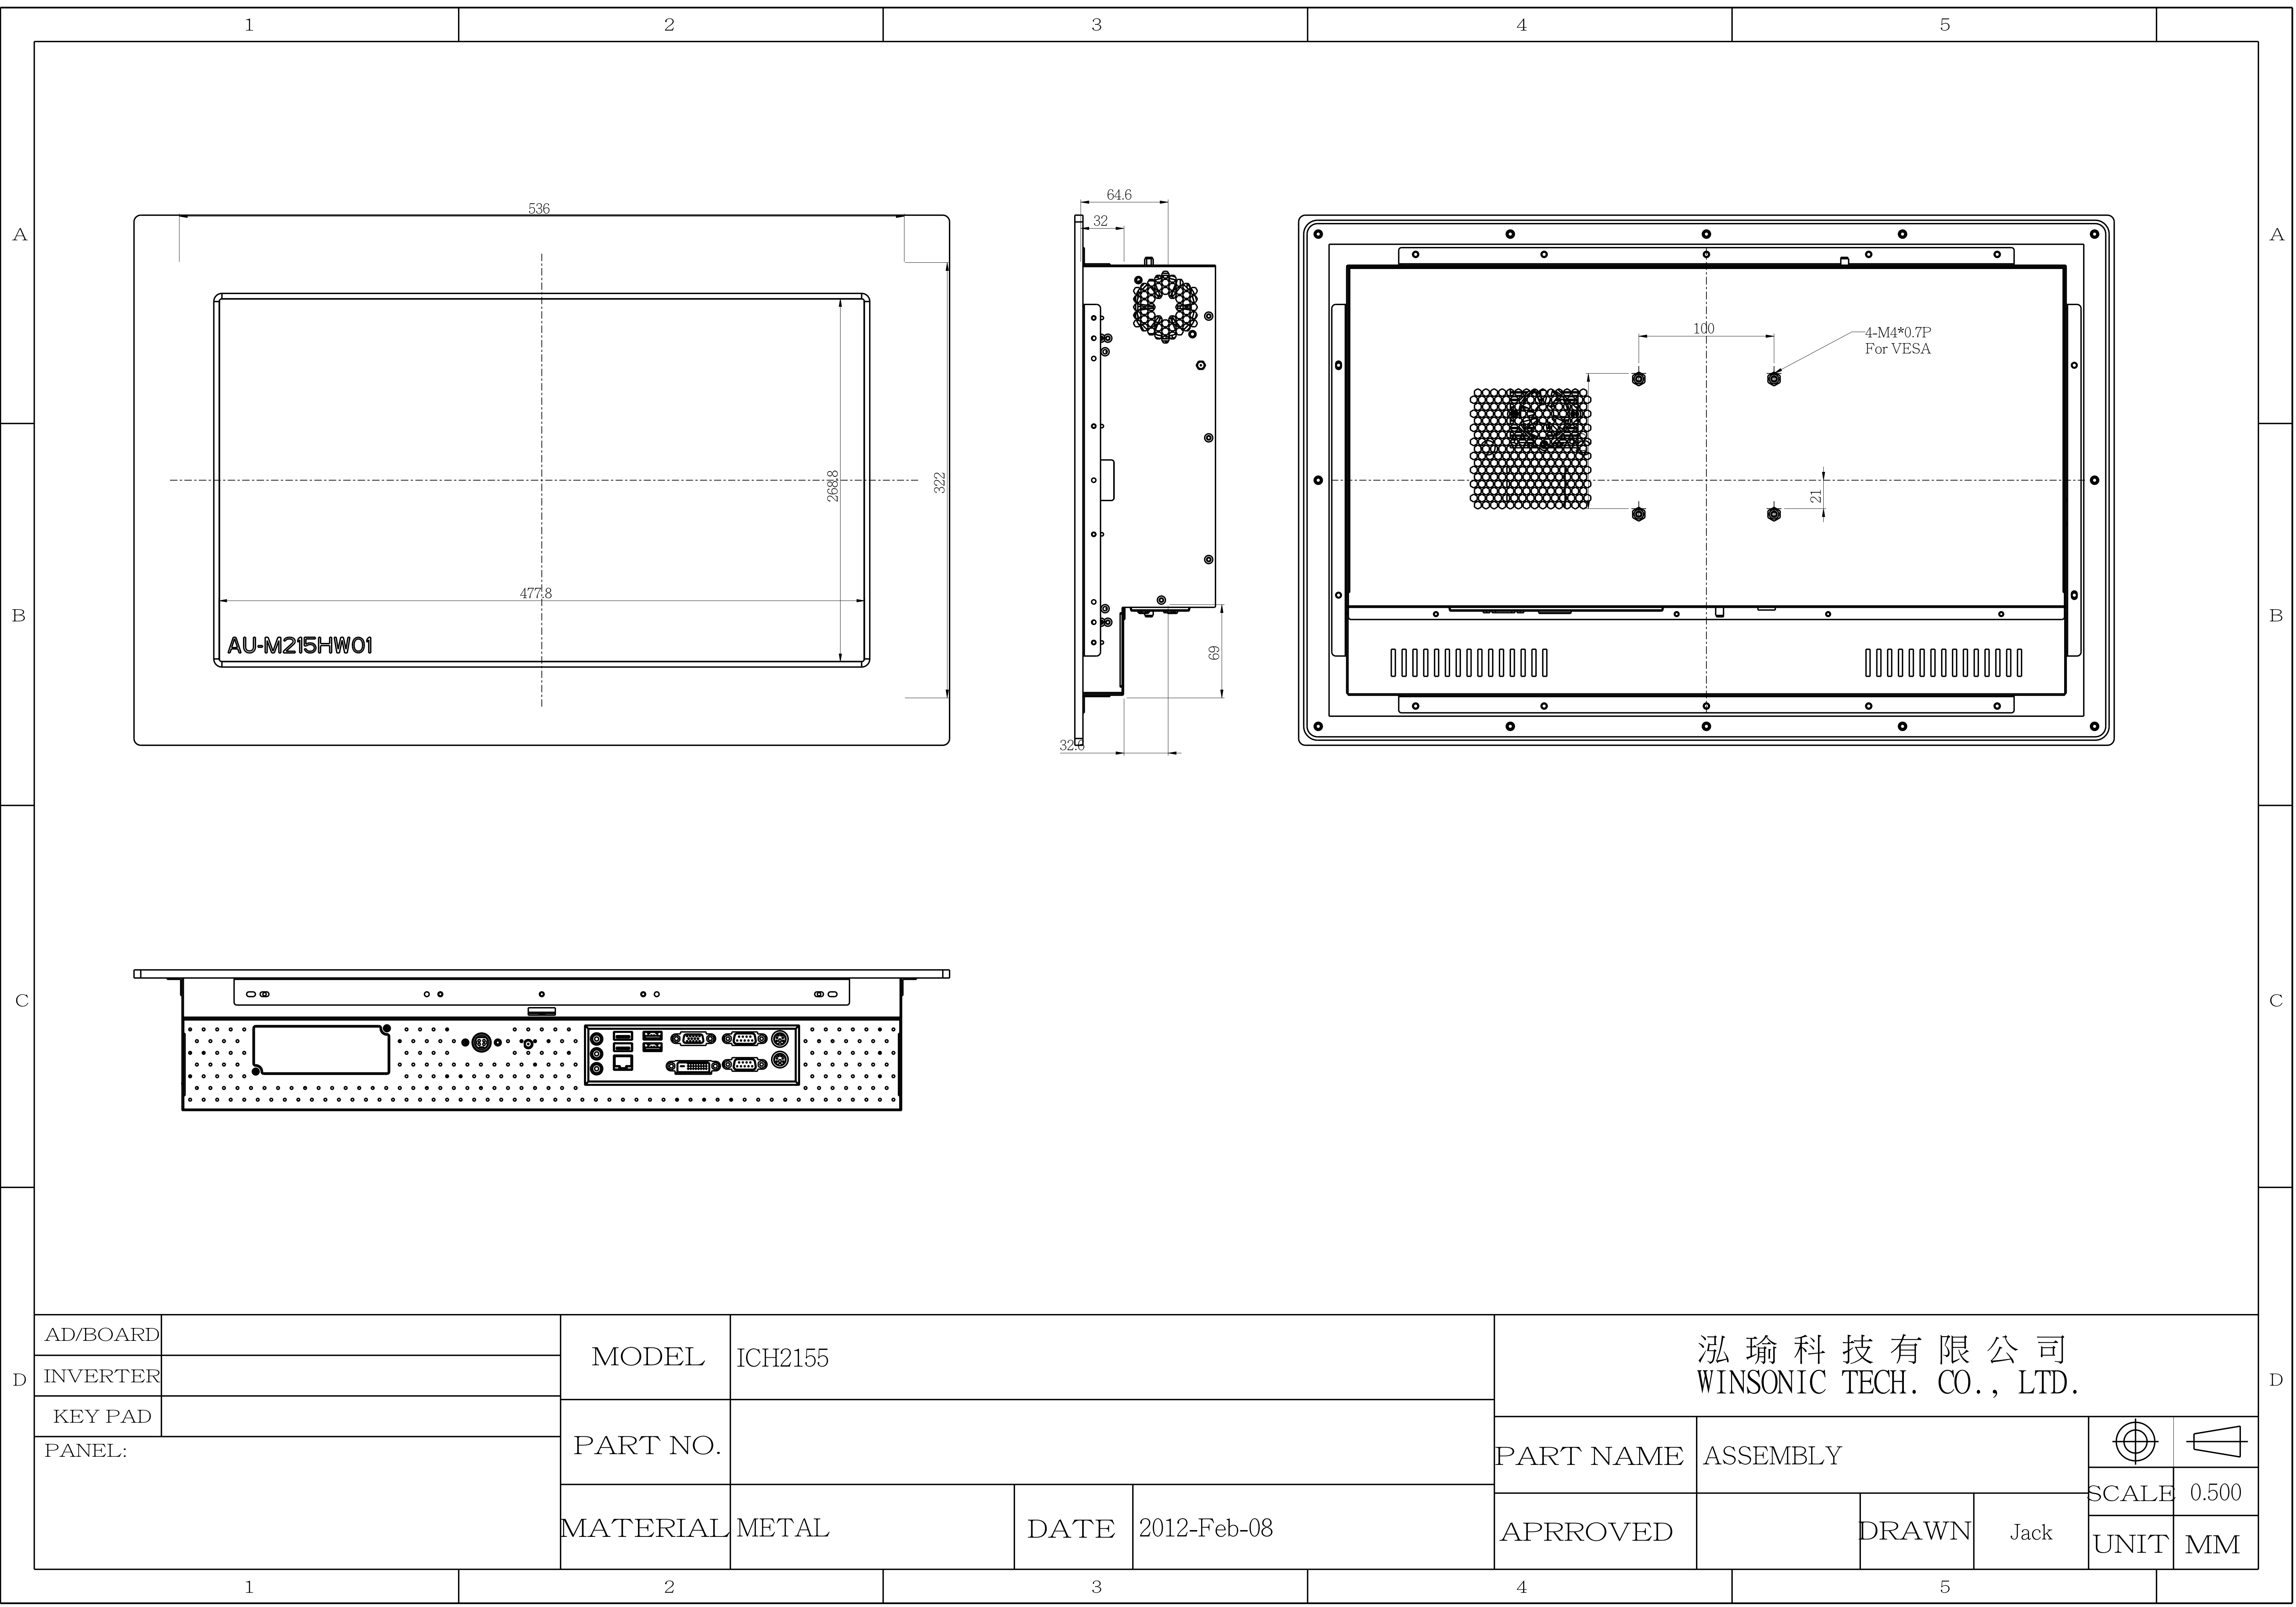 1 2 3 4 5
A A
B B
C C
D D
536
322
268.8
477.8
AU-M215HW01
64.6
32
69
100
4-M4*0.7P
For VESA
21
AD/BOARD
INVERTER
KEY PAD
PANEL:
MODEL ICH2155
PART NO.
MATERIAL METAL
DATE 2012-Feb-08
泓瑜科技有限公司
WINSONIC TECH. CO., LTD.
PART NAME ASSEMBLY
APRROVED
DRAWN Jack
SCALE 0.500
UNIT MM
1 2 3 4 5